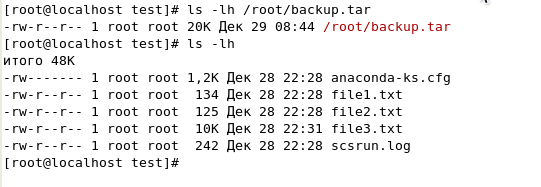 [root@localhost test]# ls -lh /root/backup.tar
-rw-r--r-- 1 root root 20K Дек 29 08:44 /root/backup.tar
[root@localhost test]# ls -lh
итого 48K
-rw------- 1 root root 1,2K Дек 28 22:28 anaconda-ks.cfg
-rw-r--r-- 1 root root  134 Дек 28 22:28 file1.txt
-rw-r--r-- 1 root root  125 Дек 28 22:28 file2.txt
-rw-r--r-- 1 root root  10K Дек 28 22:31 file3.txt
-rw-r--r-- 1 root root  242 Дек 28 22:28 scsrun.log
[root@localhost test]#